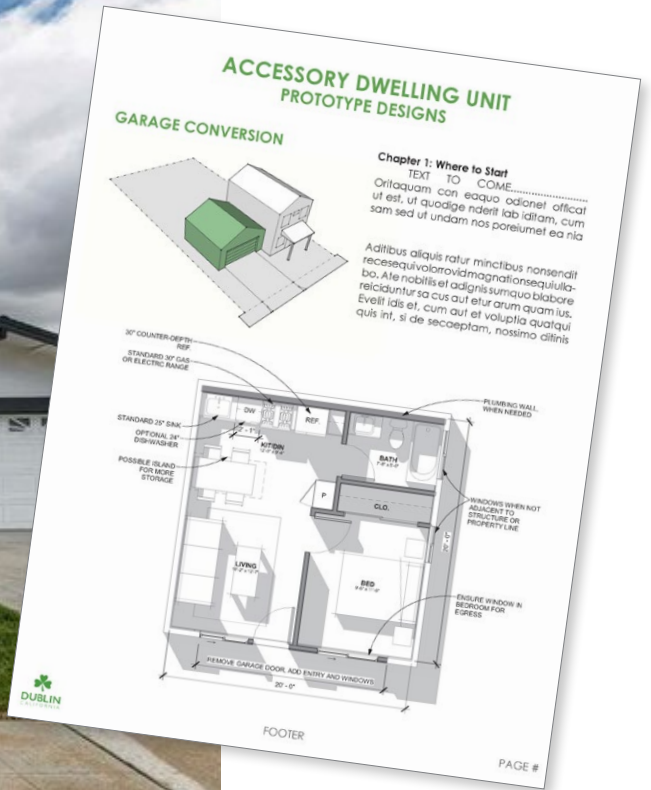 ACCESSORY DWELLING UNIT
PROTOTYPE DESIGNS
GARAGE CONVERSION
Chapter 1: Where to Start
TEXT TO COME
Oritaquam con eaquo odionet officat
ut est, ut quodige nderit lab iditam, cum
sam sed ut undam nos poreiumet ea nia
Aditibus aliquis ratur minctibus nonsendit
recesequivolorrovidmagnationsequiulla-
bo. Ate nobitiis et adignis sumquo blabore
reiciduntur sa cus aut etur arum quam ius.
Evelit idis et, cum aut et voluptia quatqui
quis int, si de secaeptam, nossimo ditinis
30" COUNTER-DEPTH
REF.
STANDARD 30" GAS
OR ELECTRIC RANGE
STANDARD 25" SINK
OPTIONAL 24"
DISHWASHER
POSSIBLE ISLAND
FOR MORE
STORAGE
DW
REF.
KIT/DIN
BATH
P
CLO.
LIVING
BED
PLUMBING WALL,
WHEN NEEDED
WINDOWS WHEN NOT
ADJACENT TO
STRUCTURE OR
PROPERTY LINE
20' - 0"
ENSURE WINDOW IN
BEDROOM FOR
EGRESS
REMOVE GARAGE DOOR, ADD ENTRY AND WINDOWS
20' - 0"
DUBLIN
CALIFORNIA
FOOTER
PAGE #